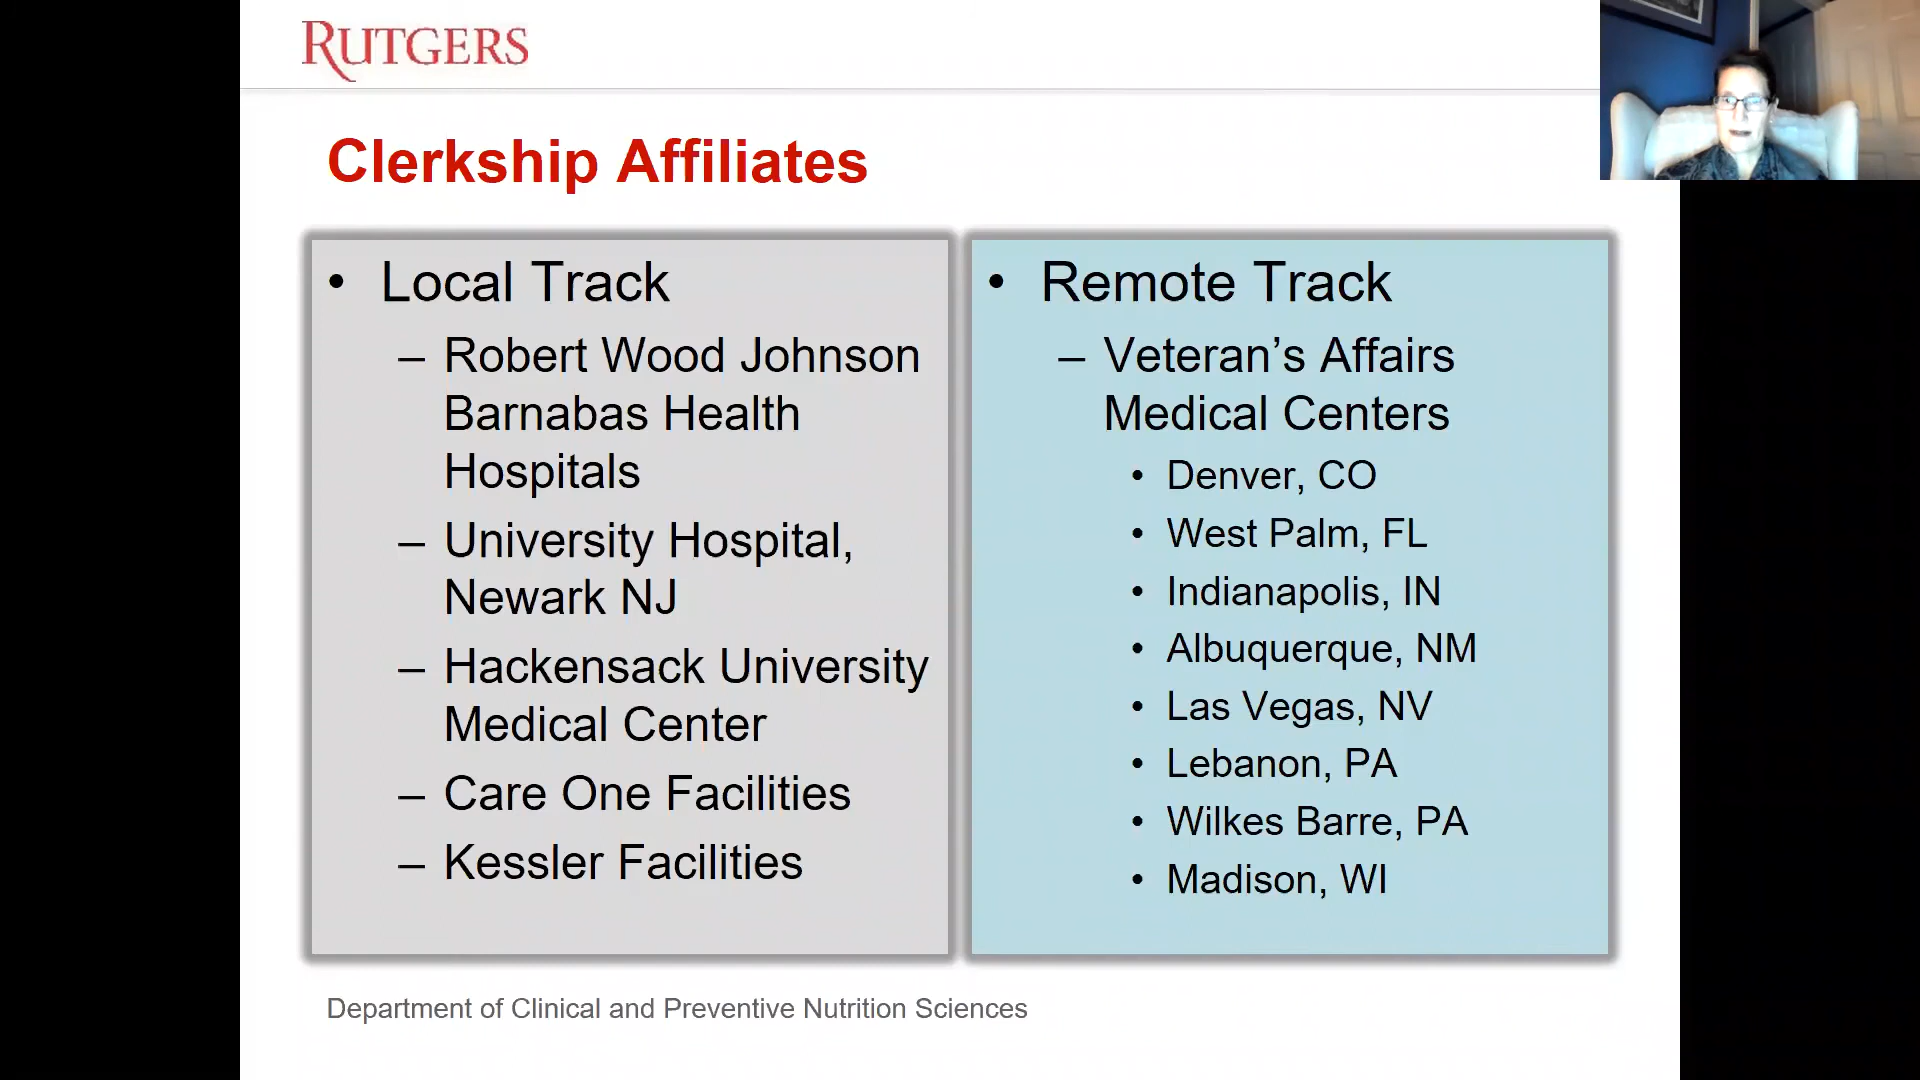 RUTGERS
Clerkship Affiliates
• Local Track
– Robert Wood Johnson
Barnabas Health
Hospitals
– University Hospital,
Newark NJ
– Hackensack University
Medical Center
– Care One Facilities
– Kessler Facilities
• Remote Track
– Veteran’s Affairs
Medical Centers
• Denver, CO
• West Palm, FL
• Indianapolis, IN
• Albuquerque, NM
• Las Vegas, NV
• Lebanon, PA
• Wilkes Barre, PA
• Madison, WI
Department of Clinical and Preventive Nutrition Sciences